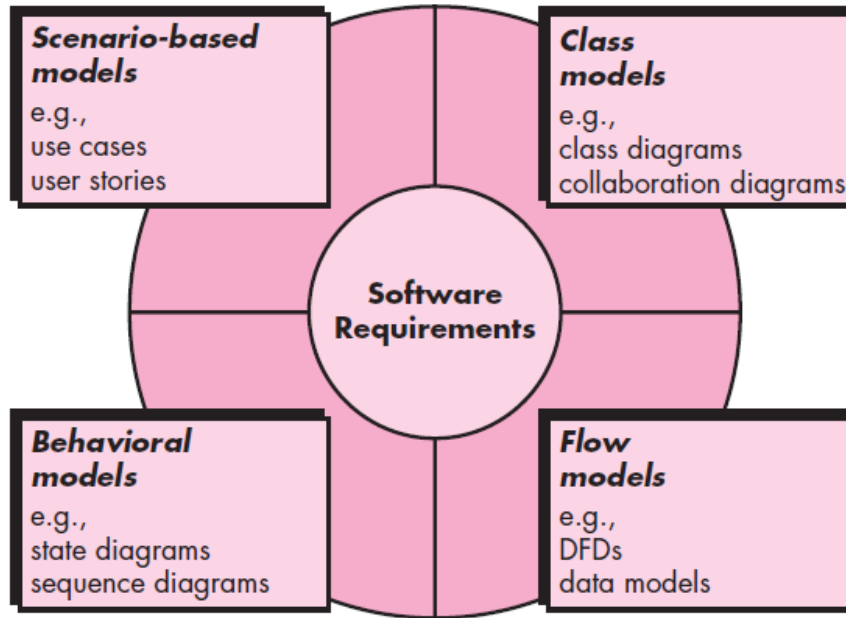 Scenario-based
models
e.g.,
use cases
user stories
Class
models
e.g.,
class diagrams
collaboration diagrams
Software
Requirements
Behavioral
models
e.g.,
state diagrams
sequence diagrams
Flow
models
e.g.,
DFDs
data models